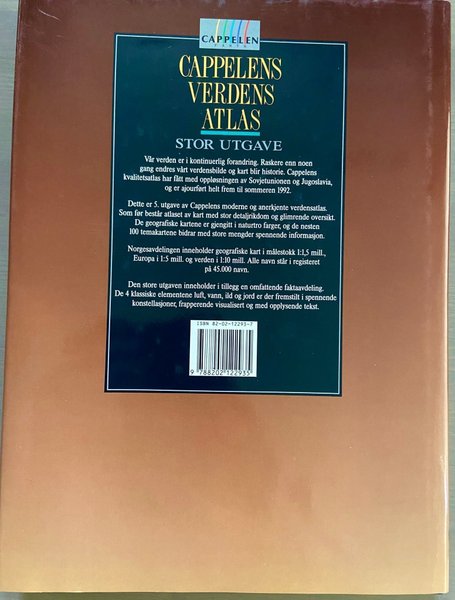 CAPPELEN
KART
CAPPELENS
VERDENS
ATLAS
STOR UTGAVE
Vår verden er i kontinuerlig forandring. Raskere enn noen
gang endres vårt verdensbilde og kart blir historie. Cappelens
kvalitetsatlas har fått med oppløsningen av Sovjetunionen og Jugoslavia,
og er ajourført helt frem til sommeren 1992.
Dette er 5. utgave av Cappelens moderne og anerkjente verdensatlas.
Som før består atlaset av kart med stor detaljrikdom og glimrende oversikt.
De geografiske kartene er gjengitt i naturtro farger, og de nesten
100 temakartene bidrar med store mengder spennende informasjon.
Norgesavdelingen inneholder geografiske kart i målestokk 1:1,5 mill.,
Europa i 1:5 mill. og verden i 1:10 mill. Alle navn står i registeret
på 45.000 navn.
Den store utgaven inneholder i tillegg en omfattende faktaavdeling.
De 4 klassiske elementene luft, vann, ild og jord er der fremstilt i spennende
konstellasjoner, frapperende visualisert og med opplysende tekst.
ISBN 82-02-12293-7
9 788202 122935